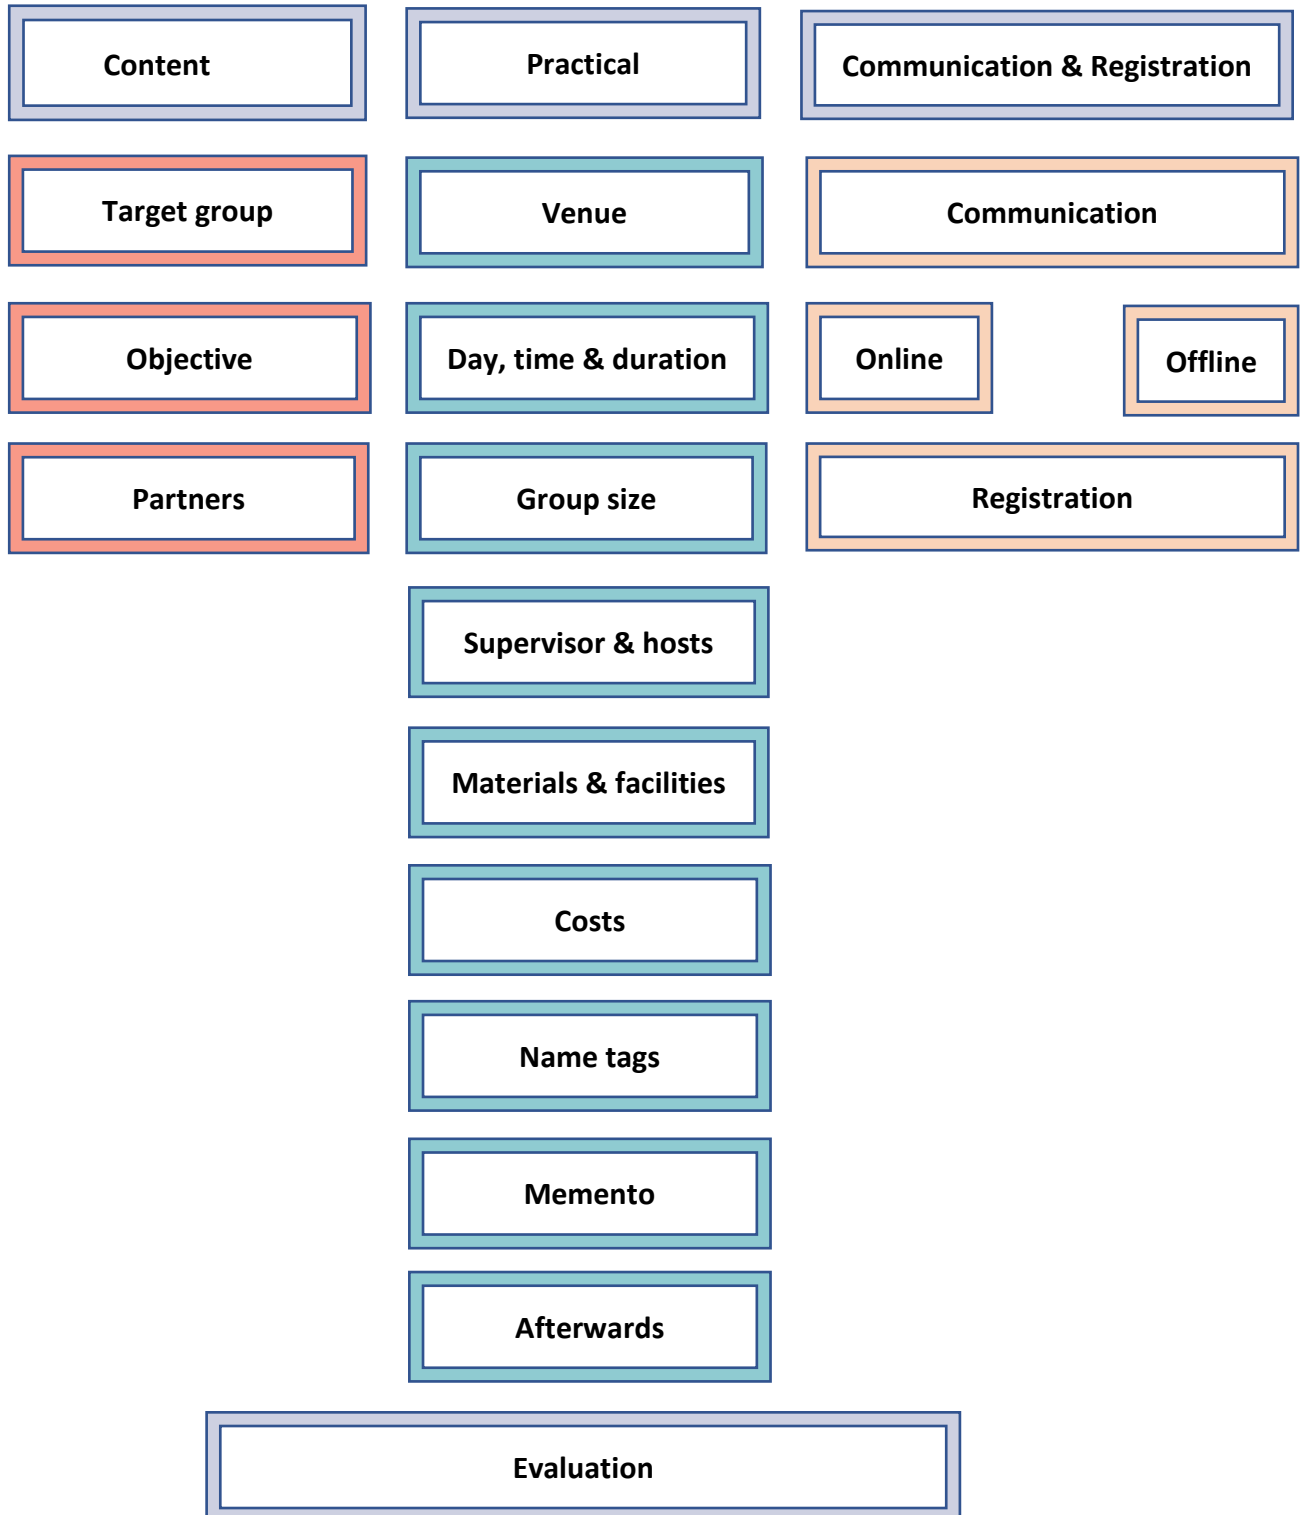 Content
Practical
Communication & Registration
Target group
Venue
Communication
Objective
Day, time & duration
Online
Offline
Partners
Group size
Registration
Supervisor & hosts
Materials & facilities
Costs
Name tags
Memento
Afterwards
Evaluation